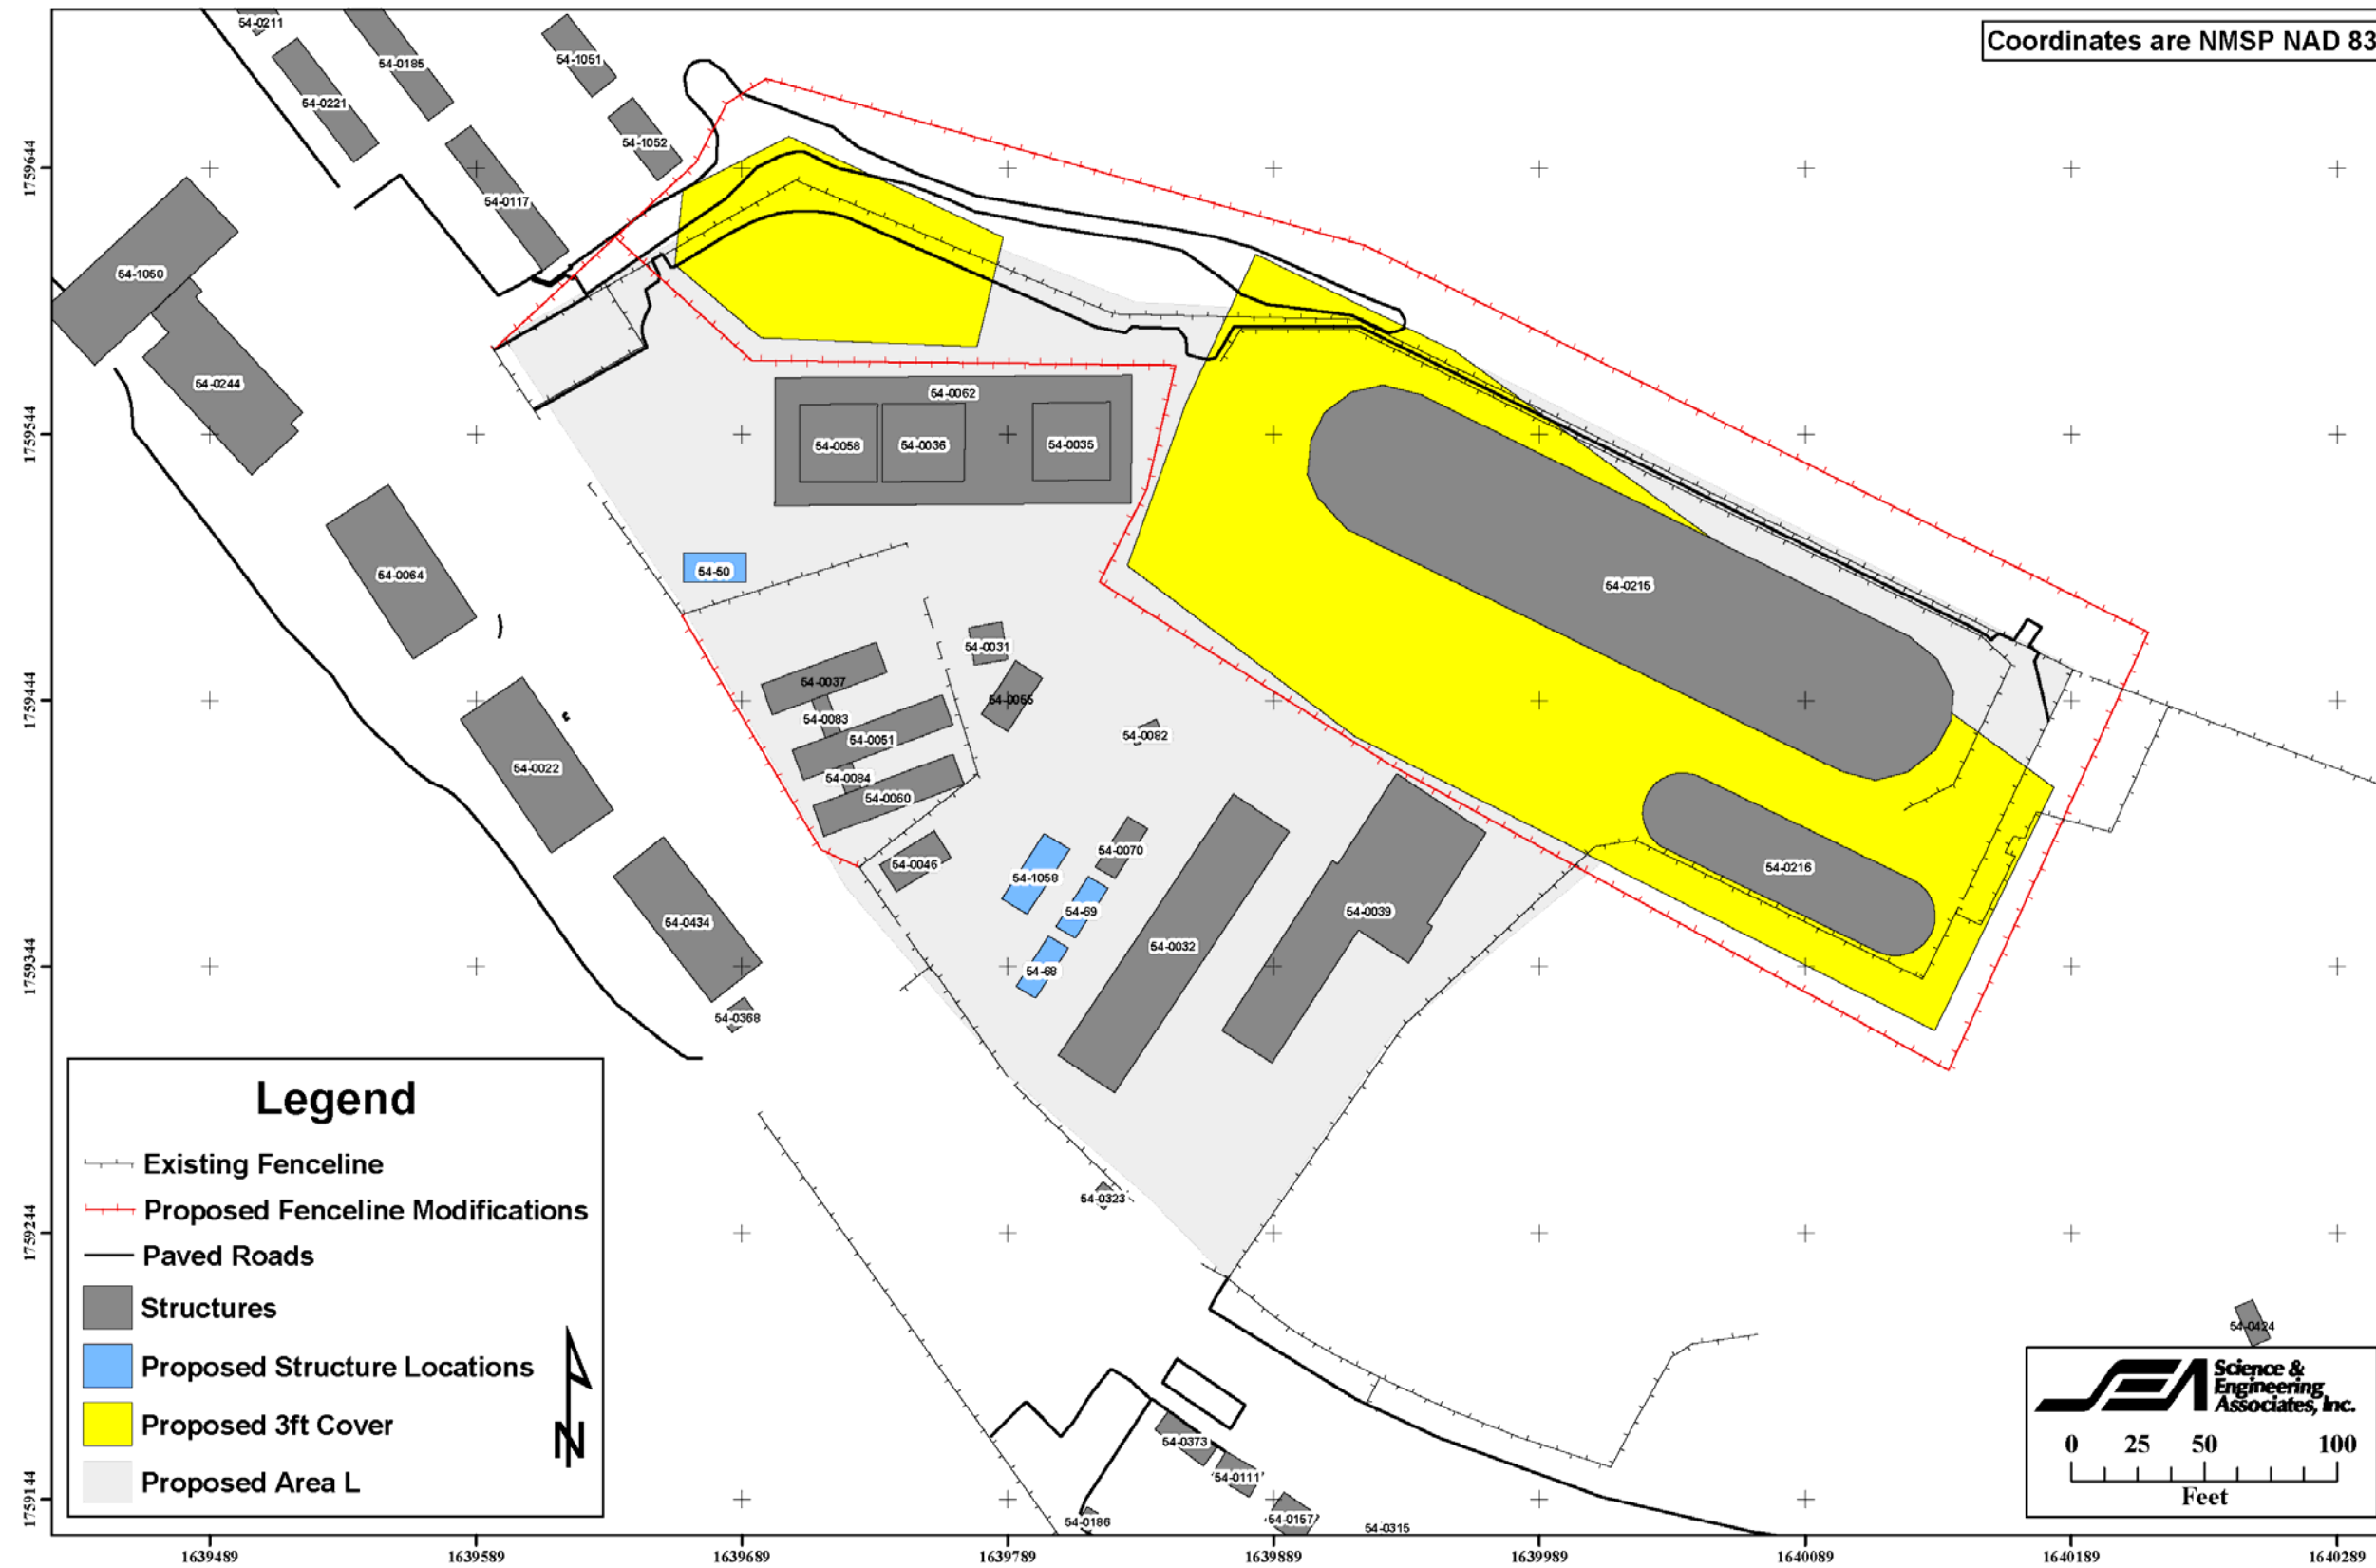 54-0211
Coordinates are NMSP NAD 83
54-0185
54-1051
54-0221
54-1052
1759644
54-0117
54-1050
54-0244
54-0062
1759544
54-0058
54-0036
54-0035
54-50
54-0064
54-0215
54-0031
54-0037
54-0065
1759444
54-0083
54-0051
54-0082
54-0022
54-0084
54-0060
54-0070
54-0046
54-0216
54-1058
54-69
54-0039
54-0434
54-0032
1759344
54-68
54-0368
Legend
Existing Fenceline
Proposed Fenceline Modifications
Paved Roads
Structures
Proposed Structure Locations
Proposed 3ft Cover
Proposed Area L
N
54-0323
1759244
54-0424
SEA
Science &
Engineering
Associates, Inc.
0 25 50 100
Feet
54-0373
54-0111
1759144
54-0186
54-0157
54-0315
1639489 1639589 1639689 1639789 1639889 1639989 1640089 1640189 1640289